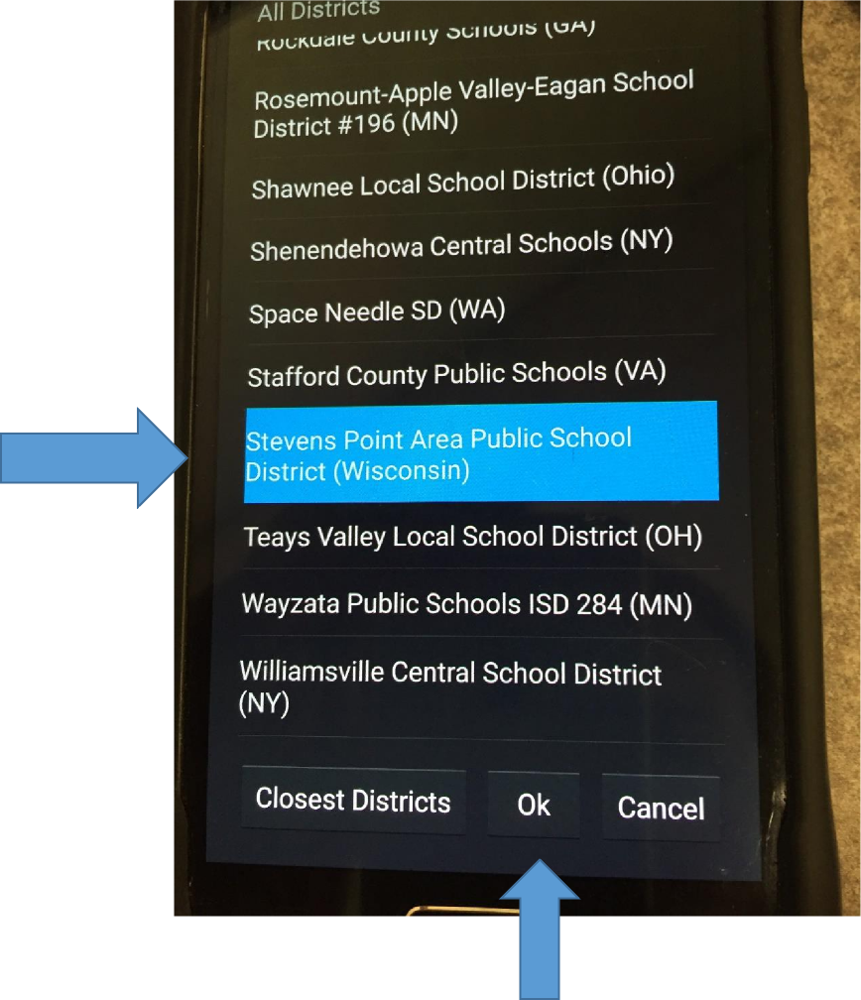 All Districts
Rockdale County Schools (GA)
Rosemount-Apple Valley-Eagan School
District #196 (MN)
Shawnee Local School District (Ohio)
Shenendehowa Central Schools (NY)
Space Needle SD (WA)
Stafford County Public Schools (VA)
Stevens Point Area Public School
District (Wisconsin)
Teays Valley Local School District (OH)
Wayzata Public Schools ISD 284 (MN)
Williamsville Central School District
(NY)
Closest Districts Ok Cancel